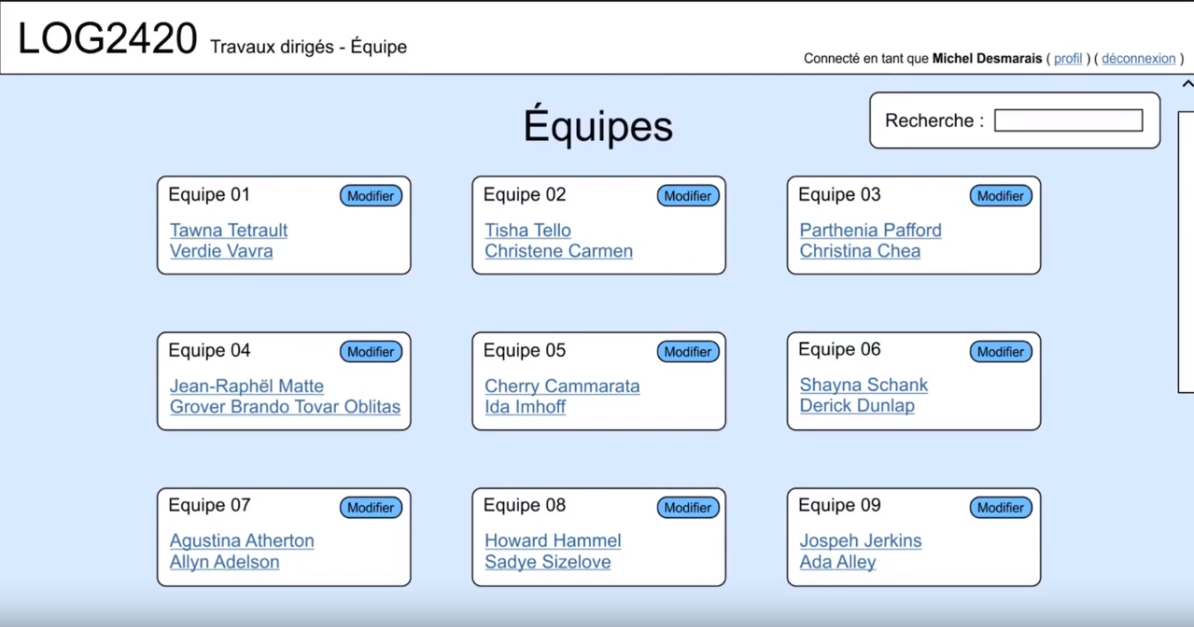 LOG2420 Travaux dirigés - Équipe
Connecté en tant que Michel Desmarais ( profil ) ( déconnexion )
Équipes
Recherche :
Equipe 01 Modifier
Tawna Tetrault
Verdie Vavra
Equipe 02 Modifier
Tisha Tello
Christene Carmen
Equipe 03 Modifier
Parthenia Pafford
Christina Chea
Equipe 04 Modifier
Jean-Raphël Matte
Grover Brando Tovar Oblitas
Equipe 05 Modifier
Cherry Cammarata
Ida Imhoff
Equipe 06 Modifier
Shayna Schank
Derick Dunlap
Equipe 07 Modifier
Agustina Atherton
Allyn Adelson
Equipe 08 Modifier
Howard Hammel
Sadye Sizelove
Equipe 09 Modifier
Jospeh Jerkins
Ada Alley